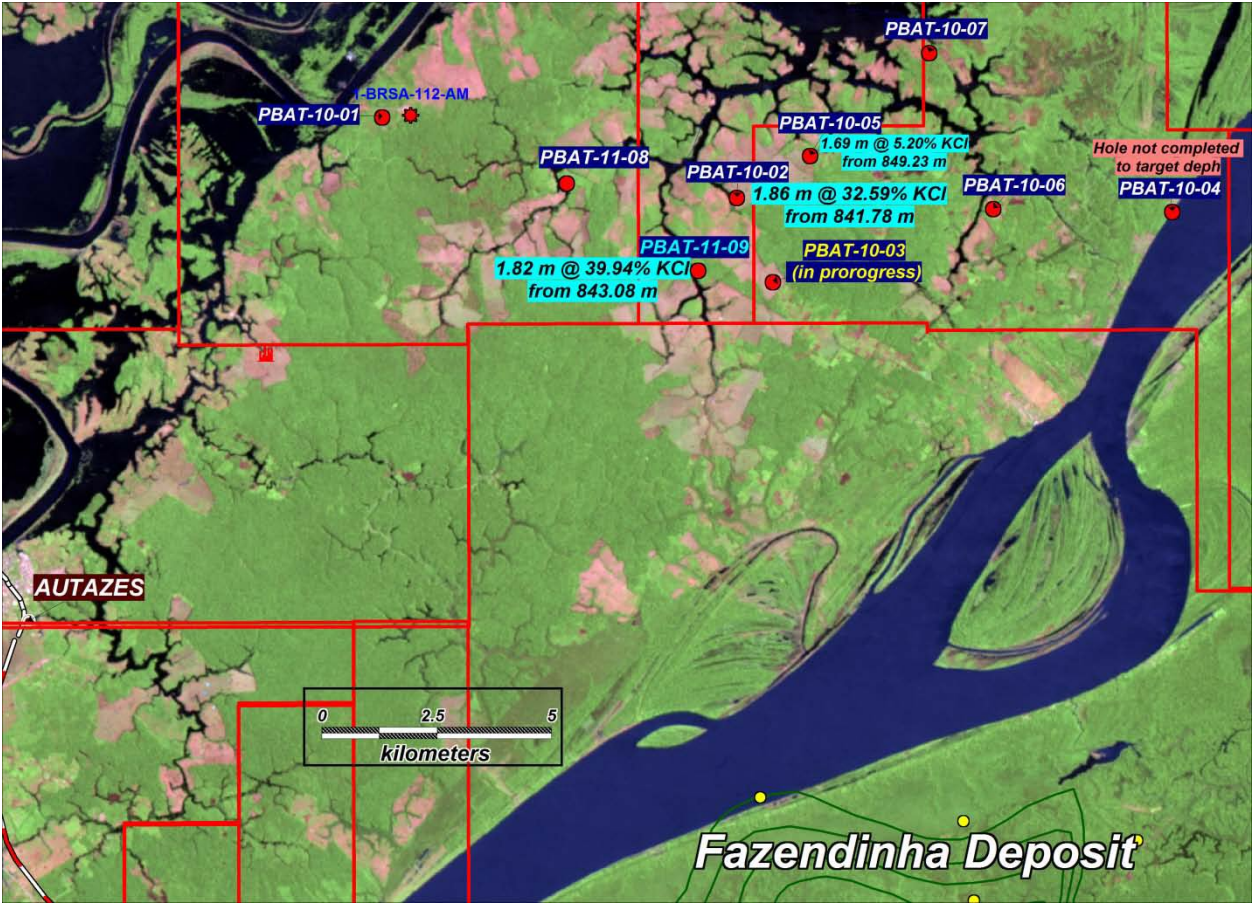 PBAT-10-07
1-BRSA-112-AM
PBAT-10-01
PBAT-10-05
1.69 m @ 5.20% KCl
from 849.23 m
Hole not completed
to target deph
PBAT-11-08
PBAT-10-02
PBAT-10-06
PBAT-10-04
1.86 m @ 32.59% KCl
from 841.78 m
PBAT-11-09
1.82 m @ 39.94% KCl
from 843.08 m
PBAT-10-03
(in prorogress)
AUTAZES
0 2.5 5
kilometers
Fazendinha Deposit